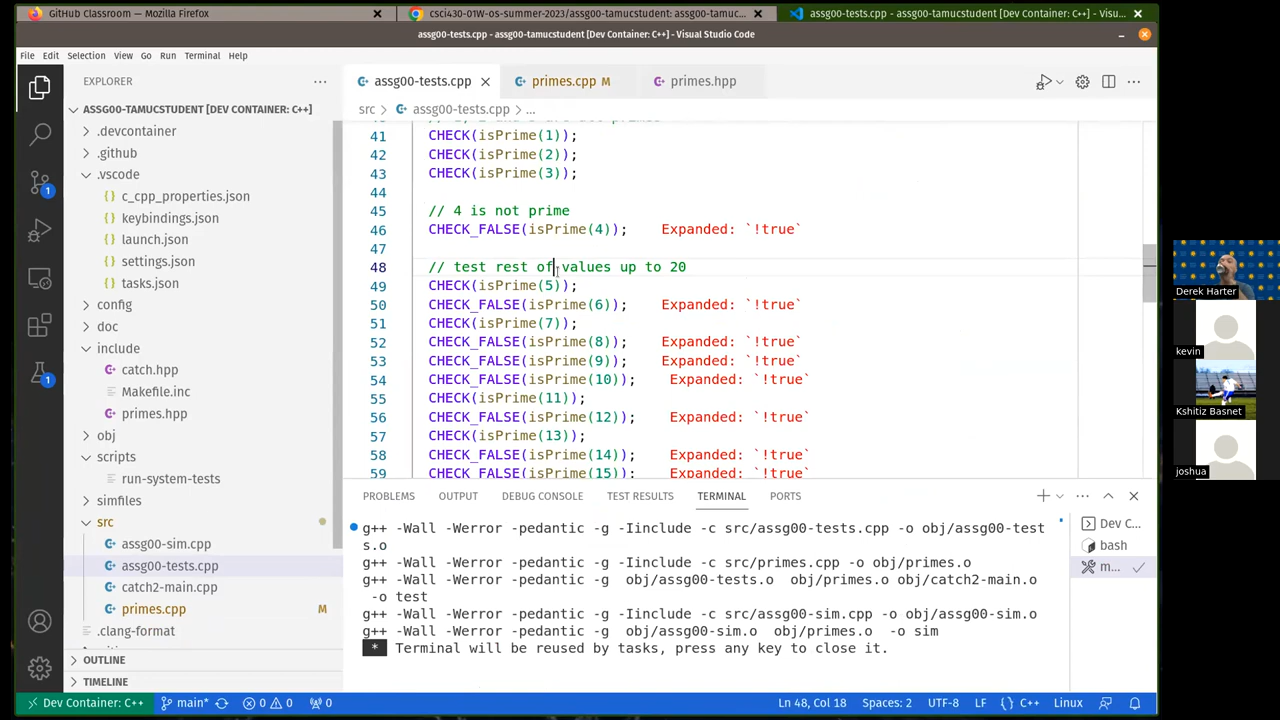 GitHub Classroom — Mozilla Firefox
csci430-01W-os-summer-2023/assg00-tamucstudent: assg00-tamuc...
assg00-tests.cpp - assg00-tamucstudent [Dev Container: C++] - Visu...
assg00-tests.cpp - assg00-tamucstudent [Dev Container: C++] - Visual Studio Code
File Edit Selection View Go Run Terminal Help
EXPLORER
ASSG00-TAMUCSTUDENT [DEV CONTAINER: C++]
.devcontainer
.github
.vscode
c_cpp_properties.json
keybindings.json
launch.json
settings.json
tasks.json
config
doc
include
catch.hpp
Makefile.inc
primes.hpp
obj
scripts
run-system-tests
simfiles
src
assg00-sim.cpp
assg00-tests.cpp
catch2-main.cpp
primes.cpp M
.clang-format
OUTLINE
TIMELINE
1
1
assg00-tests.cpp primes.cpp M primes.hpp
src > assg00-tests.cpp > ...
41 CHECK(isPrime(1));
42 CHECK(isPrime(2));
43 CHECK(isPrime(3));
44
45 // 4 is not prime
46 CHECK_FALSE(isPrime(4)); Expanded: `!true`
47
48 // test rest of values up to 20
49 CHECK(isPrime(5));
50 CHECK_FALSE(isPrime(6)); Expanded: `!true`
51 CHECK(isPrime(7));
52 CHECK_FALSE(isPrime(8)); Expanded: `!true`
53 CHECK_FALSE(isPrime(9)); Expanded: `!true`
54 CHECK_FALSE(isPrime(10)); Expanded: `!true`
55 CHECK(isPrime(11));
56 CHECK_FALSE(isPrime(12)); Expanded: `!true`
57 CHECK(isPrime(13));
58 CHECK_FALSE(isPrime(14)); Expanded: `!true`
59 CHECK_FALSE(isPrime(15)); Expanded: `!true`
PROBLEMS OUTPUT DEBUG CONSOLE TEST RESULTS TERMINAL PORTS
g++ -Wall -Werror -pedantic -g -Iinclude -c src/assg00-tests.cpp -o obj/assg00-test
s.o
g++ -Wall -Werror -pedantic -g -Iinclude -c src/primes.cpp -o obj/primes.o
g++ -Wall -Werror -pedantic -g obj/assg00-tests.o obj/primes.o obj/catch2-main.o
-o test
g++ -Wall -Werror -pedantic -g -Iinclude -c src/assg00-sim.cpp -o obj/assg00-sim.o
g++ -Wall -Werror -pedantic -g obj/assg00-sim.o obj/primes.o -o sim
* Terminal will be reused by tasks, press any key to close it.
Dev C...
bash
m...
Dev Container: C++ main* 0 0 0 Ln 48, Col 18 Spaces: 2 UTF-8 LF {} C++ Linux
Derek Harter
kevin
Kshitiz Basnet
joshua